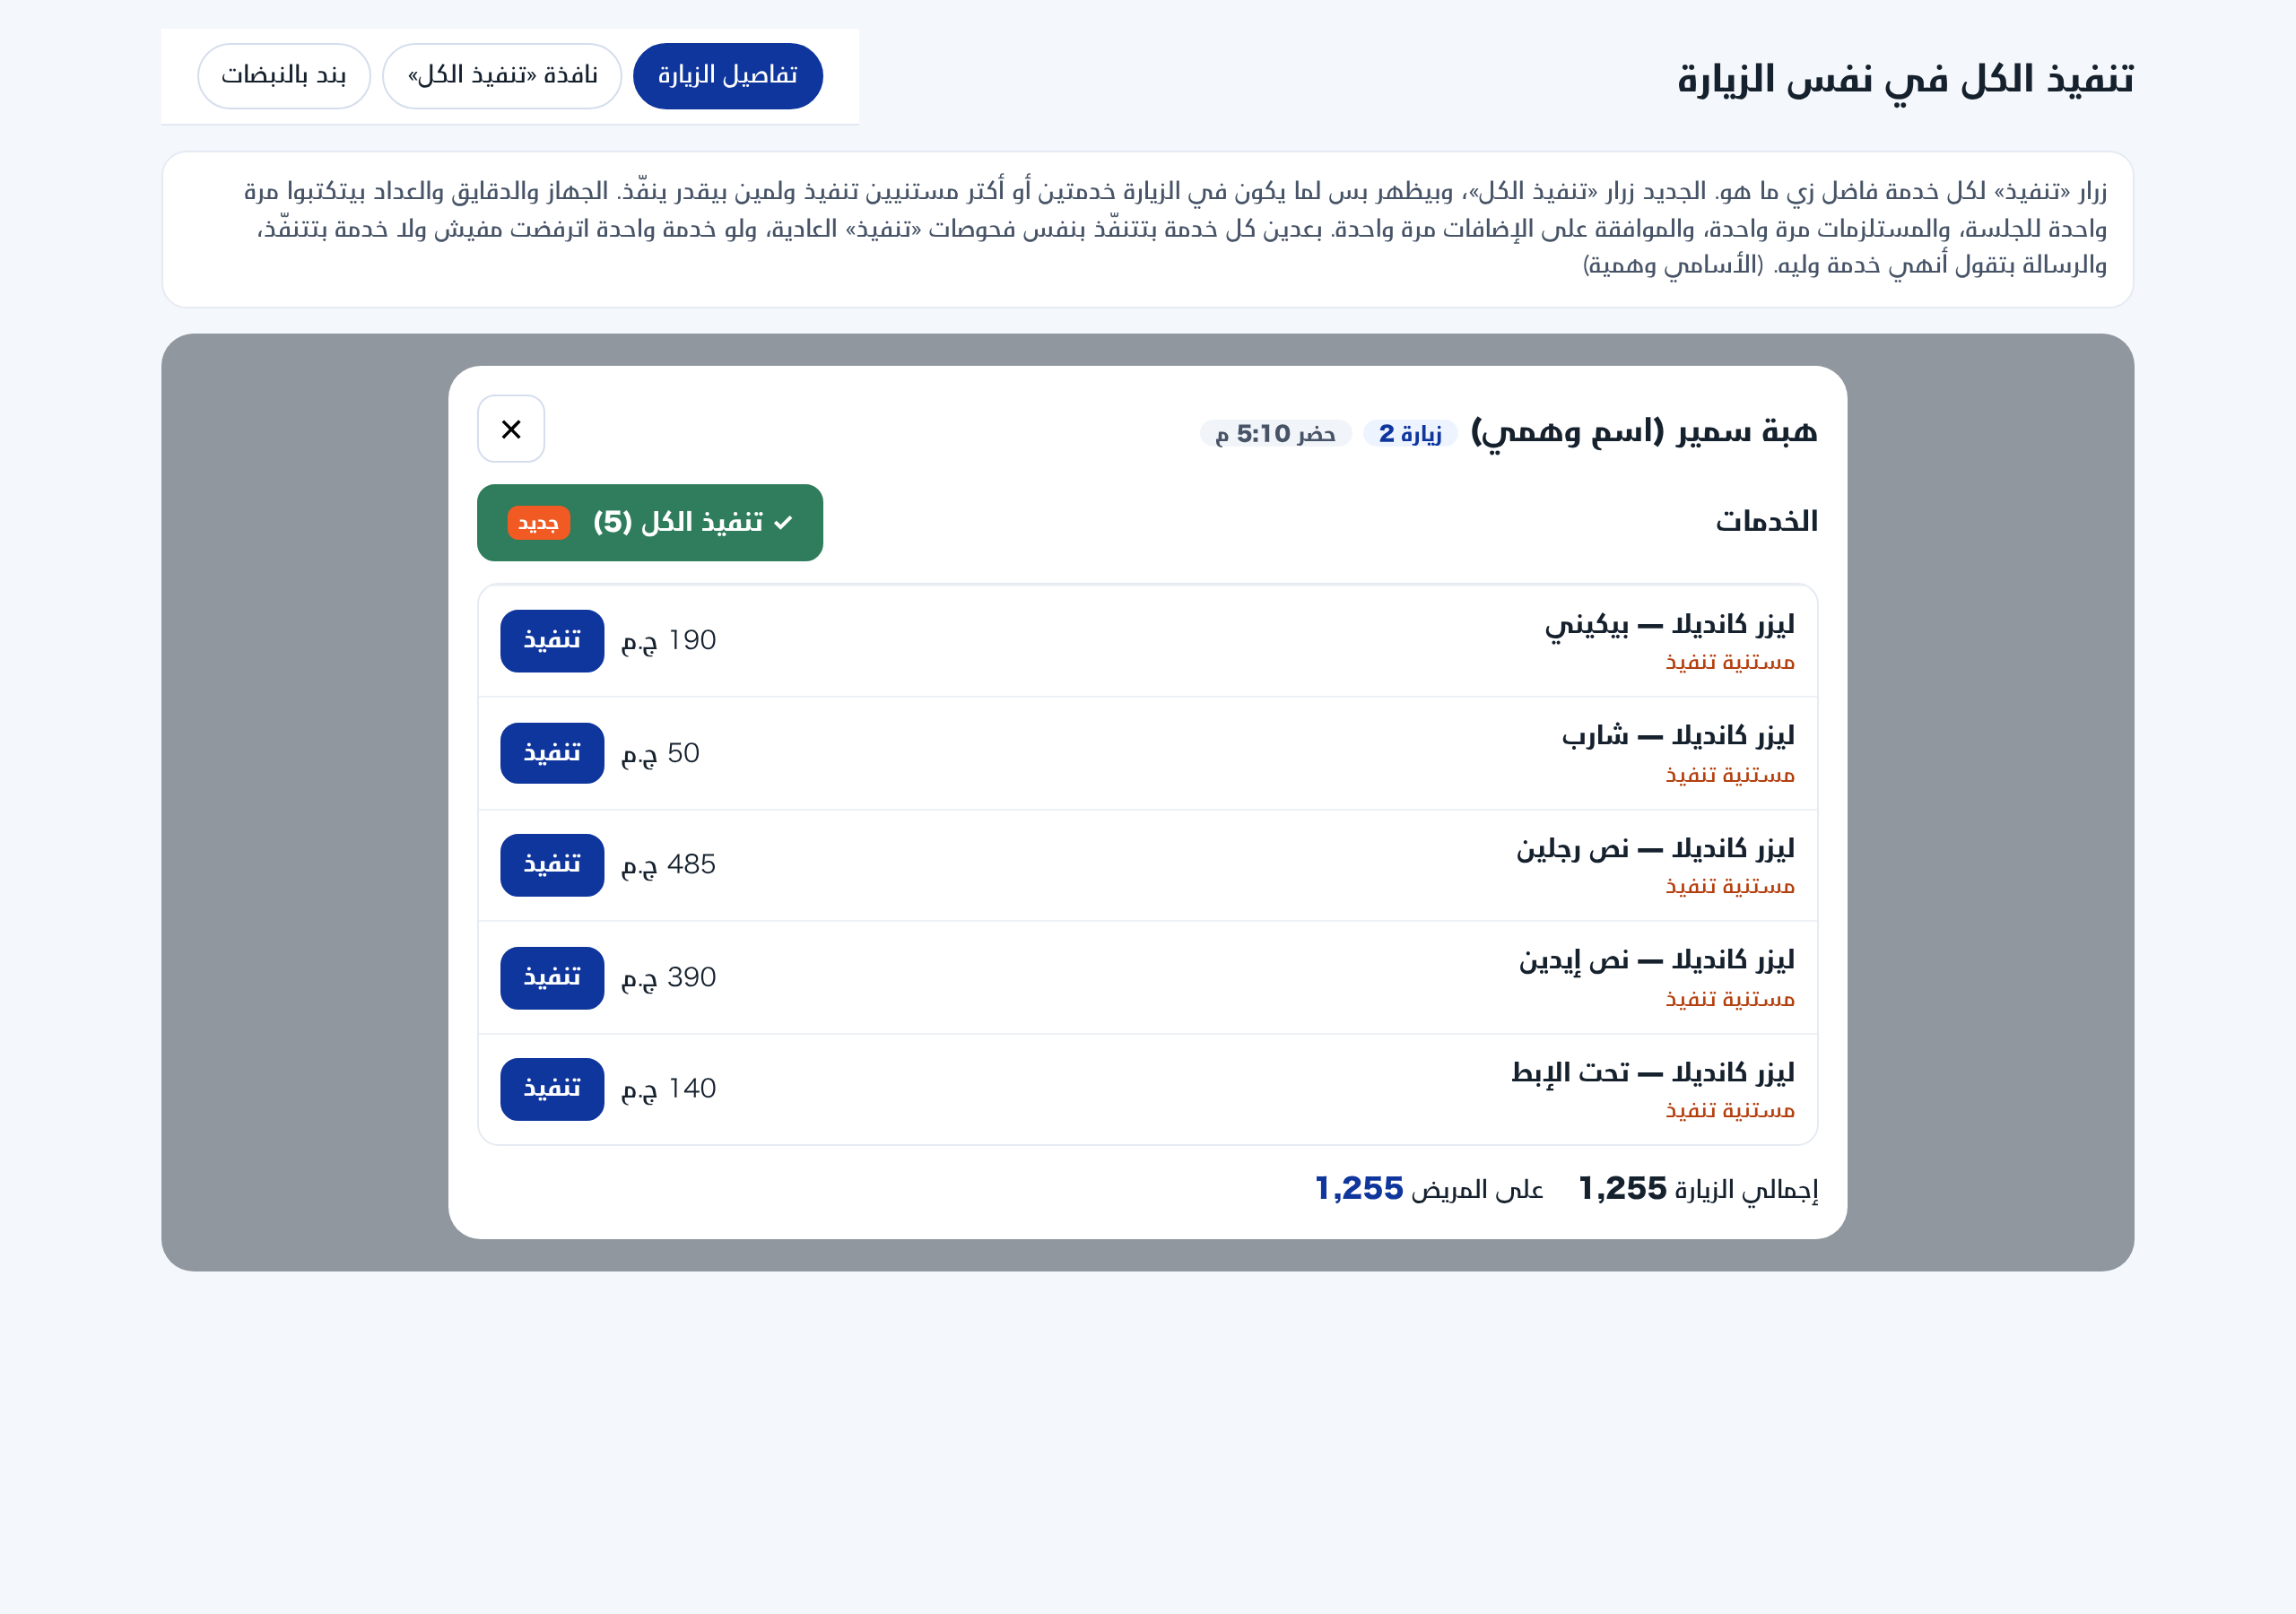 تنفيذ الكل في نفس الزيارة
تفاصيل الزيارة
نافذة «تنفيذ الكل»
بند بالنبضات
زرار «تنفيذ» لكل خدمة فاضل زي ما هو. الجديد زرار «تنفيذ الكل»، وبيظهر بس لما يكون في الزيارة خدمتين أو أكتر مستنيين تنفيذ ولمين بيقدر ينفّذ. الجهاز والدقايق والعداد بيتكتبوا مرة
واحدة للجلسة، والمستلزمات مرة واحدة، والموافقة على الإضافات مرة واحدة. بعدين كل خدمة بتتنفّذ بنفس فحوصات «تنفيذ» العادية، ولو خدمة واحدة اترفضت مفيش ولا خدمة بتتنفّذ،
والرسالة بتقول أنهي خدمة وليه. (الأسامي وهمية)
هبة سمير (اسم وهمي) زيارة 2 حضر 5:10 م
×
الخدمات
✓ تنفيذ الكل (5) جديد
ليزر كانديلا — بيكيني
مستنية تنفيذ
190 ج.م
تنفيذ
ليزر كانديلا — شارب
مستنية تنفيذ
50 ج.م
تنفيذ
ليزر كانديلا — نص رجلين
مستنية تنفيذ
485 ج.م
تنفيذ
ليزر كانديلا — نص إيدين
مستنية تنفيذ
390 ج.م
تنفيذ
ليزر كانديلا — تحت الإبط
مستنية تنفيذ
140 ج.م
تنفيذ
إجمالي الزيارة 1,255 على المريض 1,255